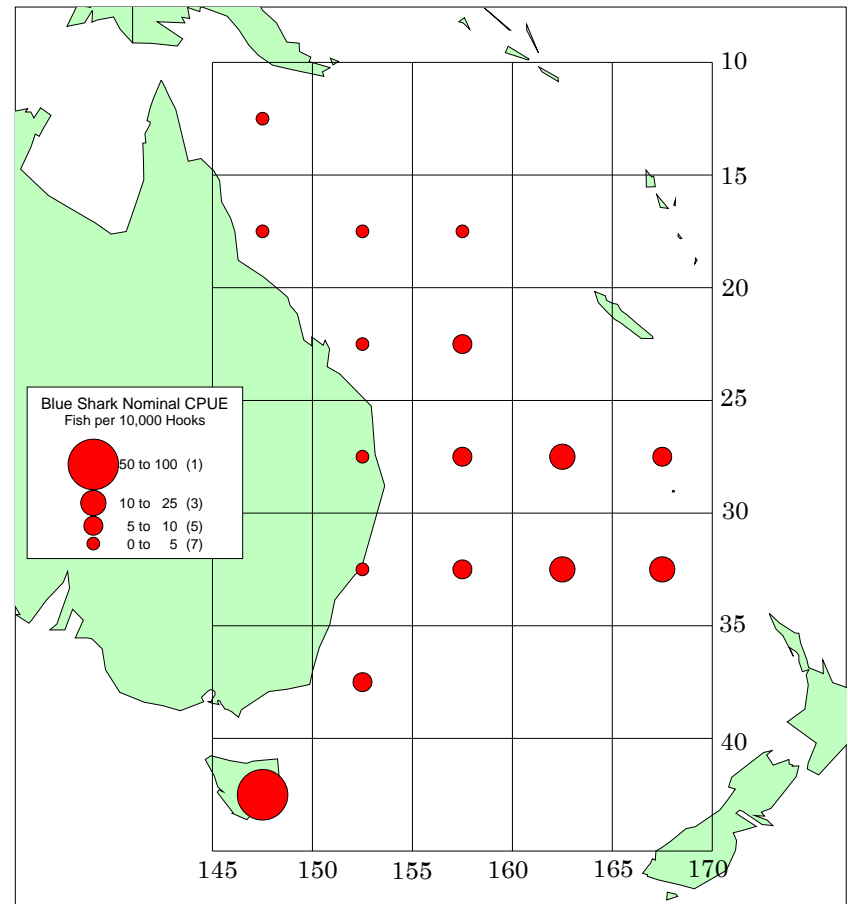 10
15
20
25
Blue Shark Nominal CPUE
Fish per 10,000 Hooks
50 to 100 (1)
10 to 25 (3)
5 to 10 (5)
0 to 5 (7)
30
35
40
145 150 155 160 165 170